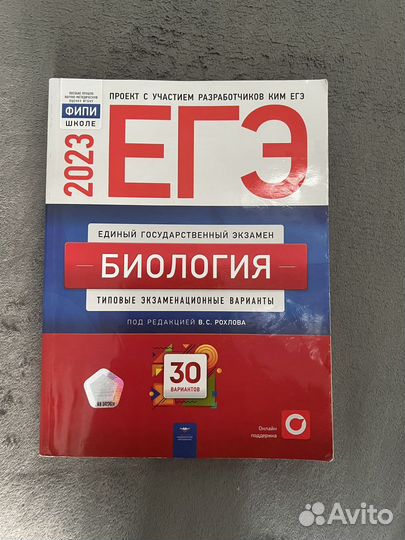 ПРОЕКТ С УЧАСТИЕМ РАЗРАБОТЧИКОВ КИМ ЕГЭ
ФИПИ
ШКОЛЕ
2023
ЕГЭ
ЕДИНЫЙ ГОСУДАРСТВЕННЫЙ ЭКЗАМЕН
БИОЛОГИЯ
ТИПОВЫЕ ЭКЗАМЕНАЦИОННЫЕ ВАРИАНТЫ
ПОД РЕДАКЦИЕЙ В.С. РОХЛОВА
30
ВАРИАНТОВ
Онлайн
поддержка
Avito